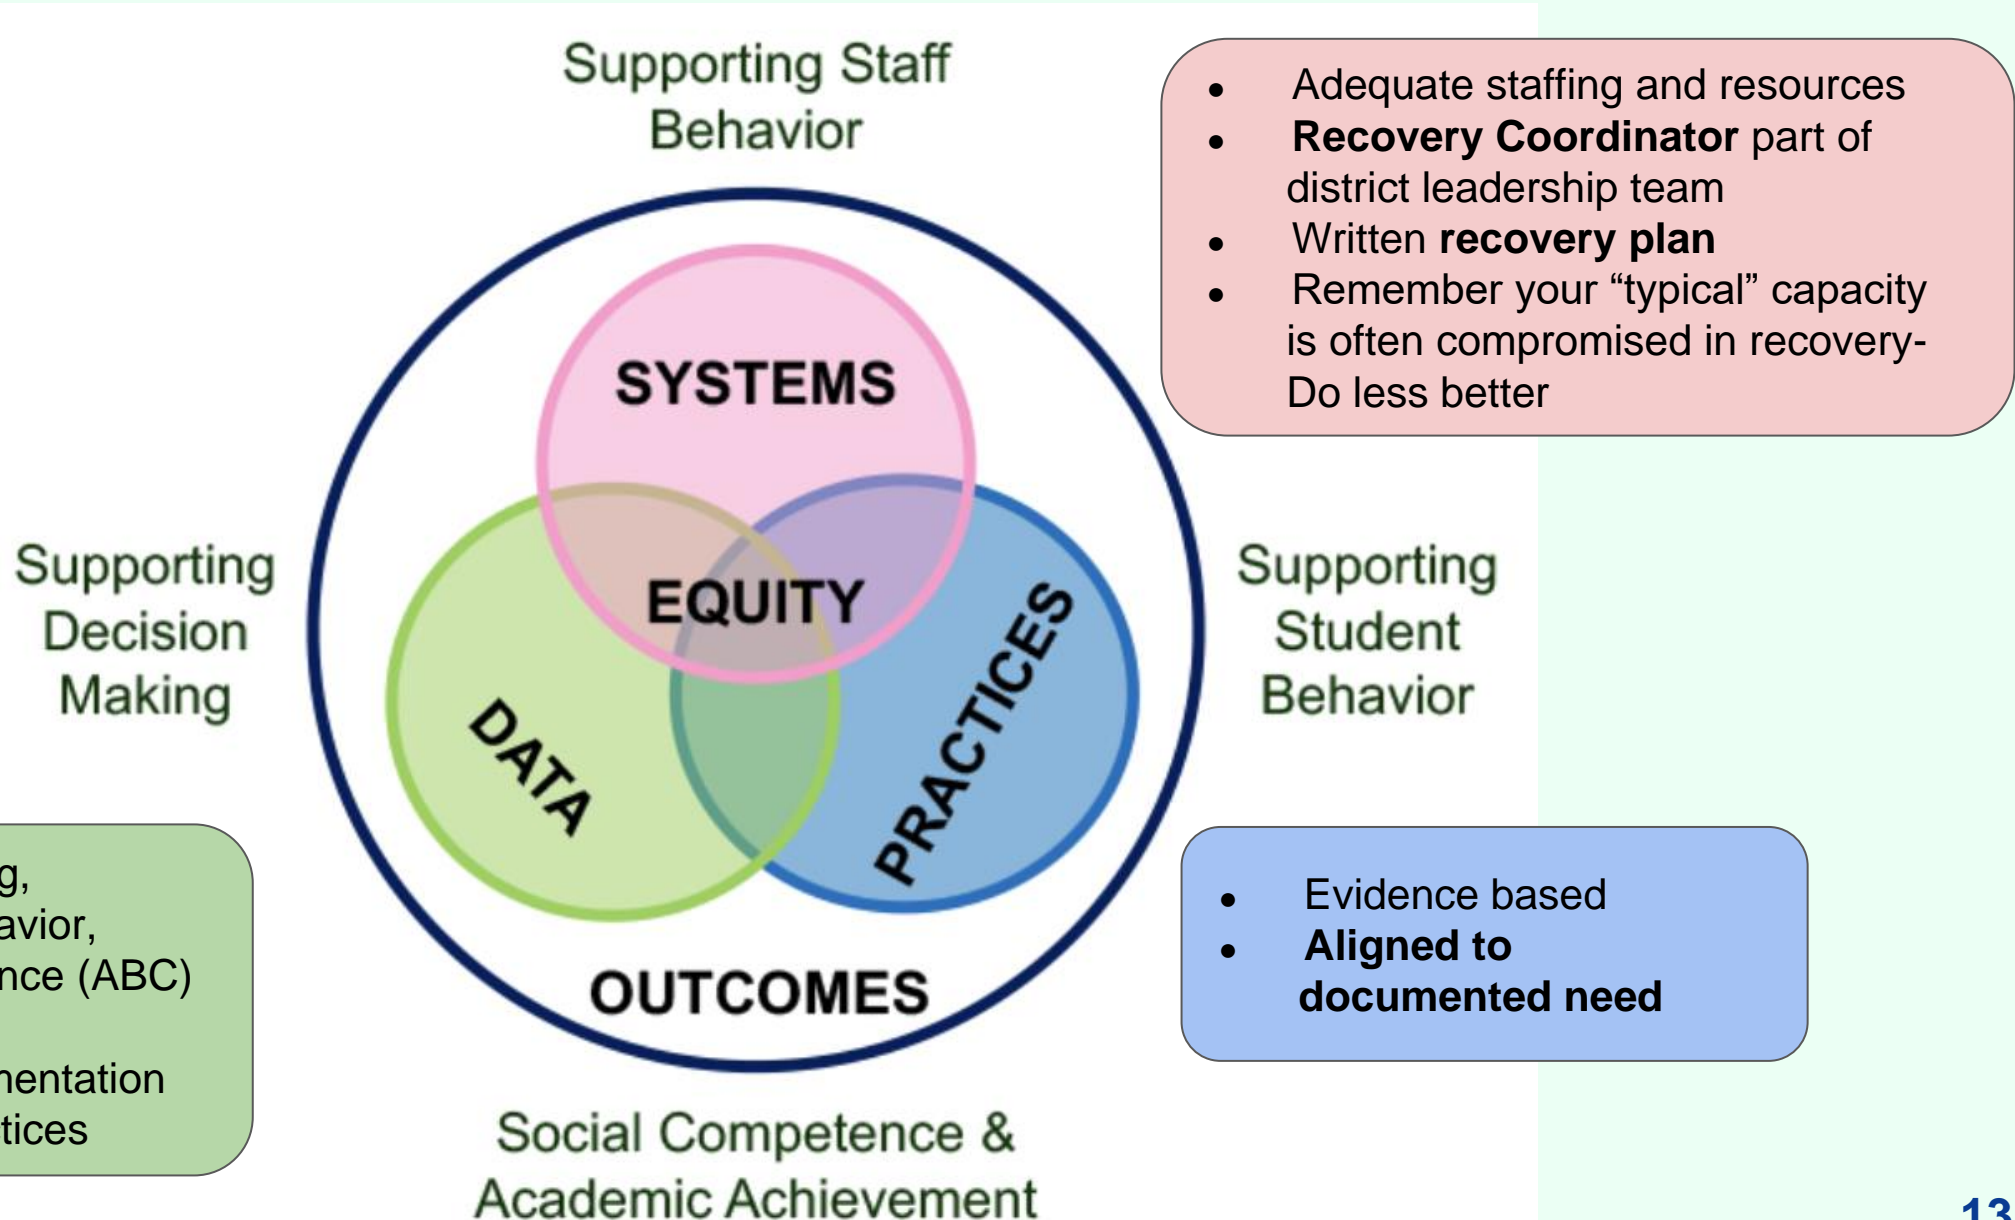 Supporting Staff
Behavior
● Adequate staffing and resources
● Recovery Coordinator part of
district leadership team
● Written recovery plan
● Remember your “typical” capacity
is often compromised in recovery-
Do less better
SYSTEMS
EQUITY
DATA
PRACTICES
OUTCOMES
Supporting
Decision
Making
Supporting
Student
Behavior
g,
avior,
nce (ABC)
nentation
tices
● Evidence based
● Aligned to
documented need
Social Competence &
Academic Achievement
13